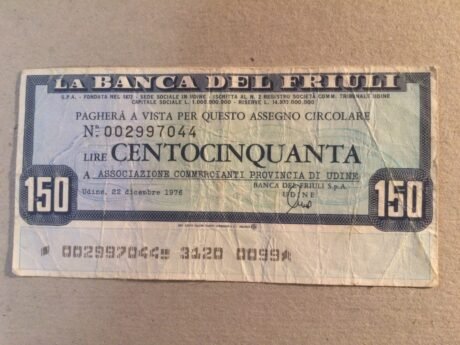 LA BANCA DEL FRIULI
S.P.A. - FONDATA NEL 1872 - SEDE SOCIALE IN UDINE - ISCRITTA AL N. 2 REGISTRO SOCIETÀ COMM. TRIBUNALE UDINE
CAPITALE SOCIALE L. 1.000.000.000 - RISERVE L. 14.970.000.000
PAGHERÀ A VISTA PER QUESTO ASSEGNO CIRCOLARE
No 002997044
LIRE CENTOCINQUANTA
A ASSOCIAZIONE COMMERCIANTI PROVINCIA DI UDINE
150 Udine, 22 dicembre 1976 BANCA DEL FRIULI S.p.A. 150
UDINE
002997044 3120 0099